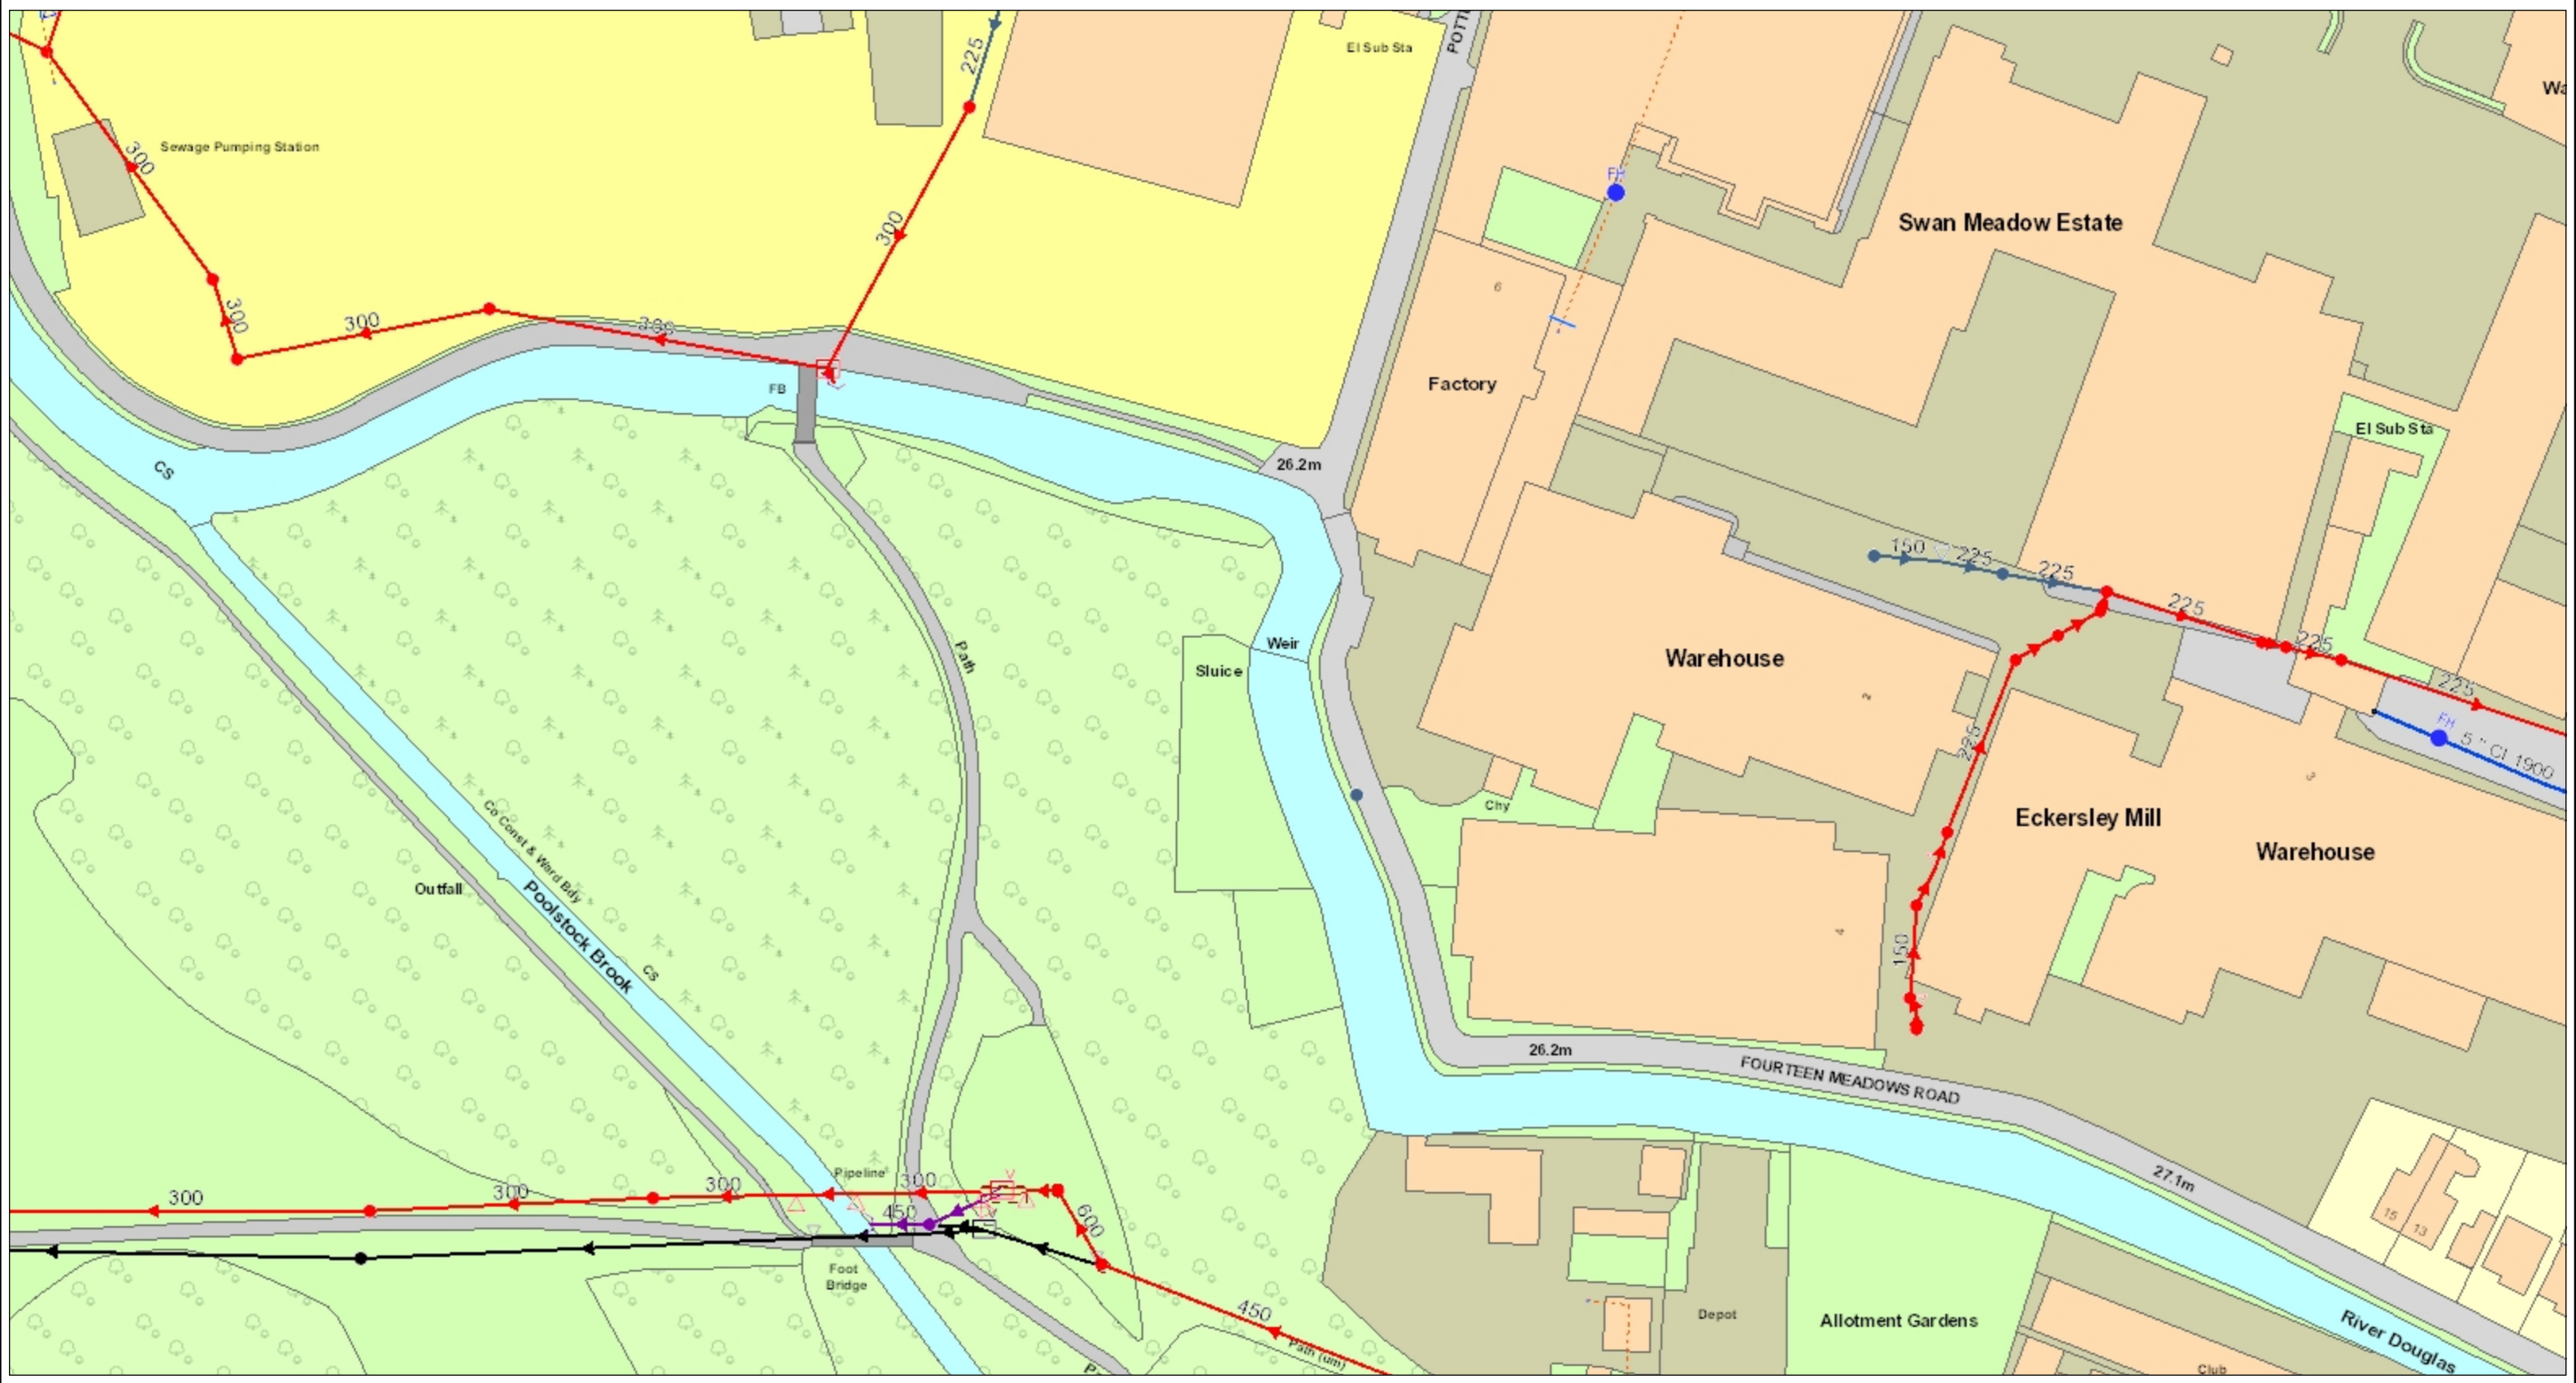 El Sub Sta
225
Sewage Pumping Station
300
FH
300
Swan Meadow Estate
6
300
300
300
FB
Factory
El Sub Sta
26.2m
CS
150
225
225
225
Weir
Path
Sluice
Warehouse
2
225
225
FH
5 " CI 1900
225
3
Chy
Eckersley Mill
Warehouse
Co Const & Ward Bdy
Outfall
Poolstock Brook
4
150
CS
26.2m
FOURTEEN MEADOWS ROAD
Pipeline
27.1m
300
300
300
300
450
600
15
13
Foot
Bridge
450
Depot
Allotment Gardens
Path (um)
River Douglas
Club